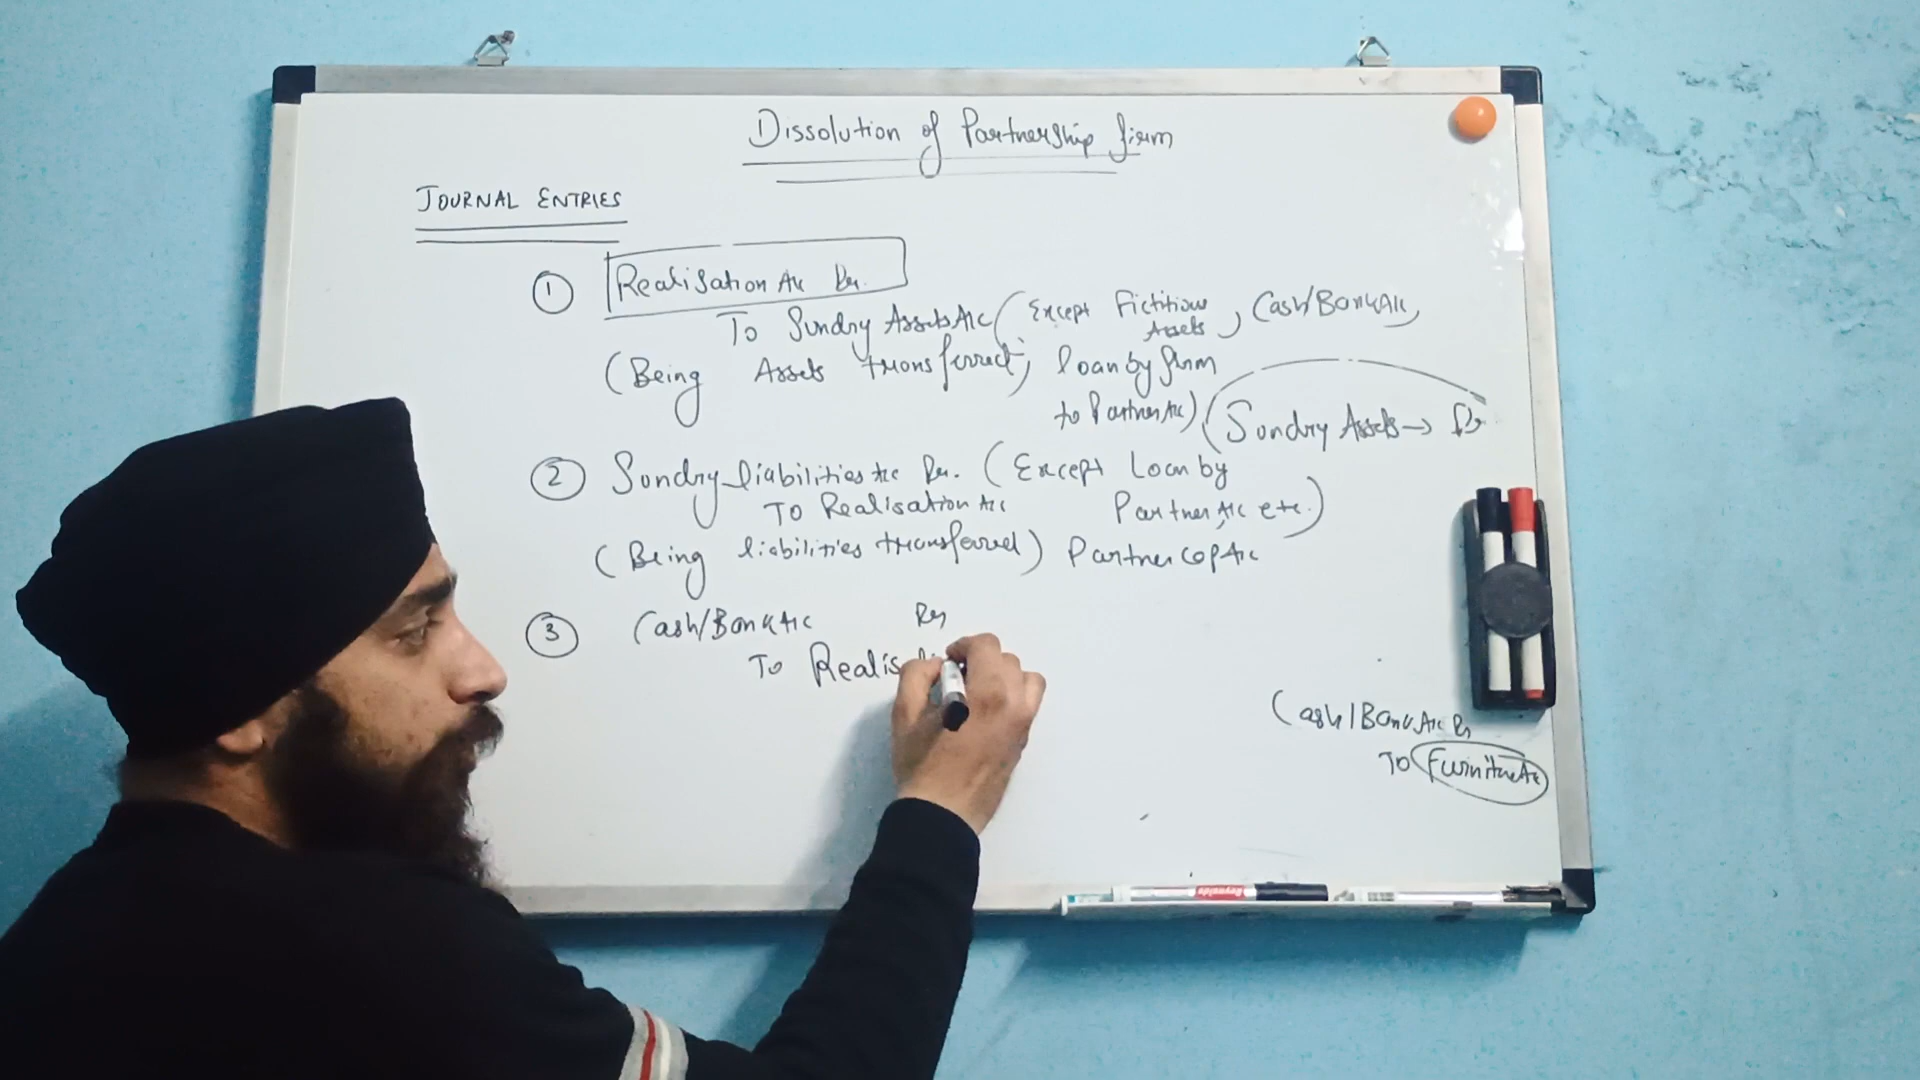 Dissolution of Partnership firm
JOURNAL ENTRIES
① Realisation A/c Dr.
To Sundry Assets A/c (Except Fictitious Assets, Cash/Bank A/c,
(Being Assets transferred) loan by firm
to Partner A/c) (Sundry Assets → Dr
② Sundry liabilities A/c Dr. (Except Loan by
To Realisation A/c Partner A/c etc.)
(Being liabilities transferred) Partner cap A/c
③ Cash/Bank A/c Dr
To Realis
Cash/Bank A/c Dr
To Furniture A/c
Reynolds